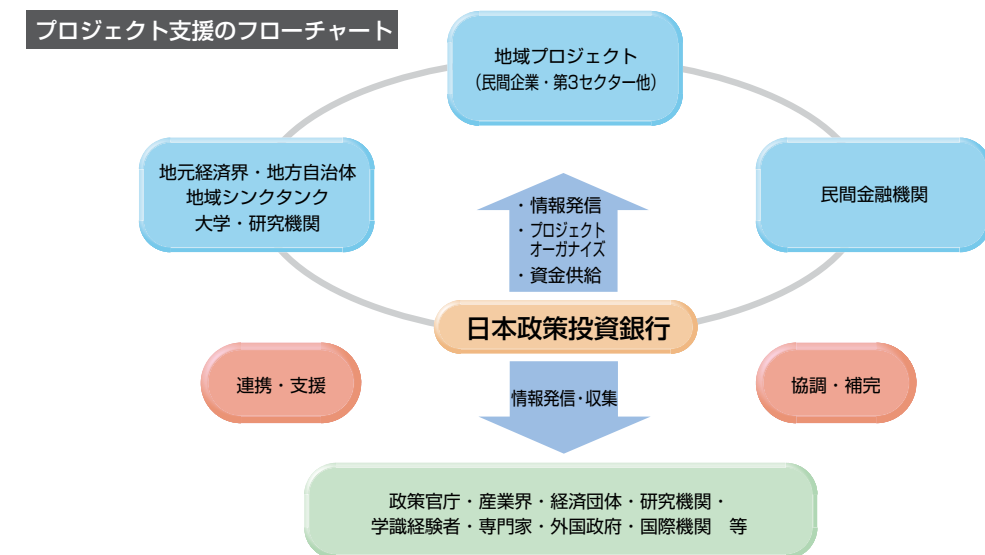 プロジェクト支援のフローチャート
地域プロジェクト
(民間企業・第3セクター他)
地元経済界・地方自治体
地域シンクタンク
大学・研究機関
民間金融機関
・情報発信
・プロジェクト
オーガナイズ
・資金供給
日本政策投資銀行
連携・支援
協調・補完
情報発信・収集
政策官庁・産業界・経済団体・研究機関・
学識経験者・専門家・外国政府・国際機関 等